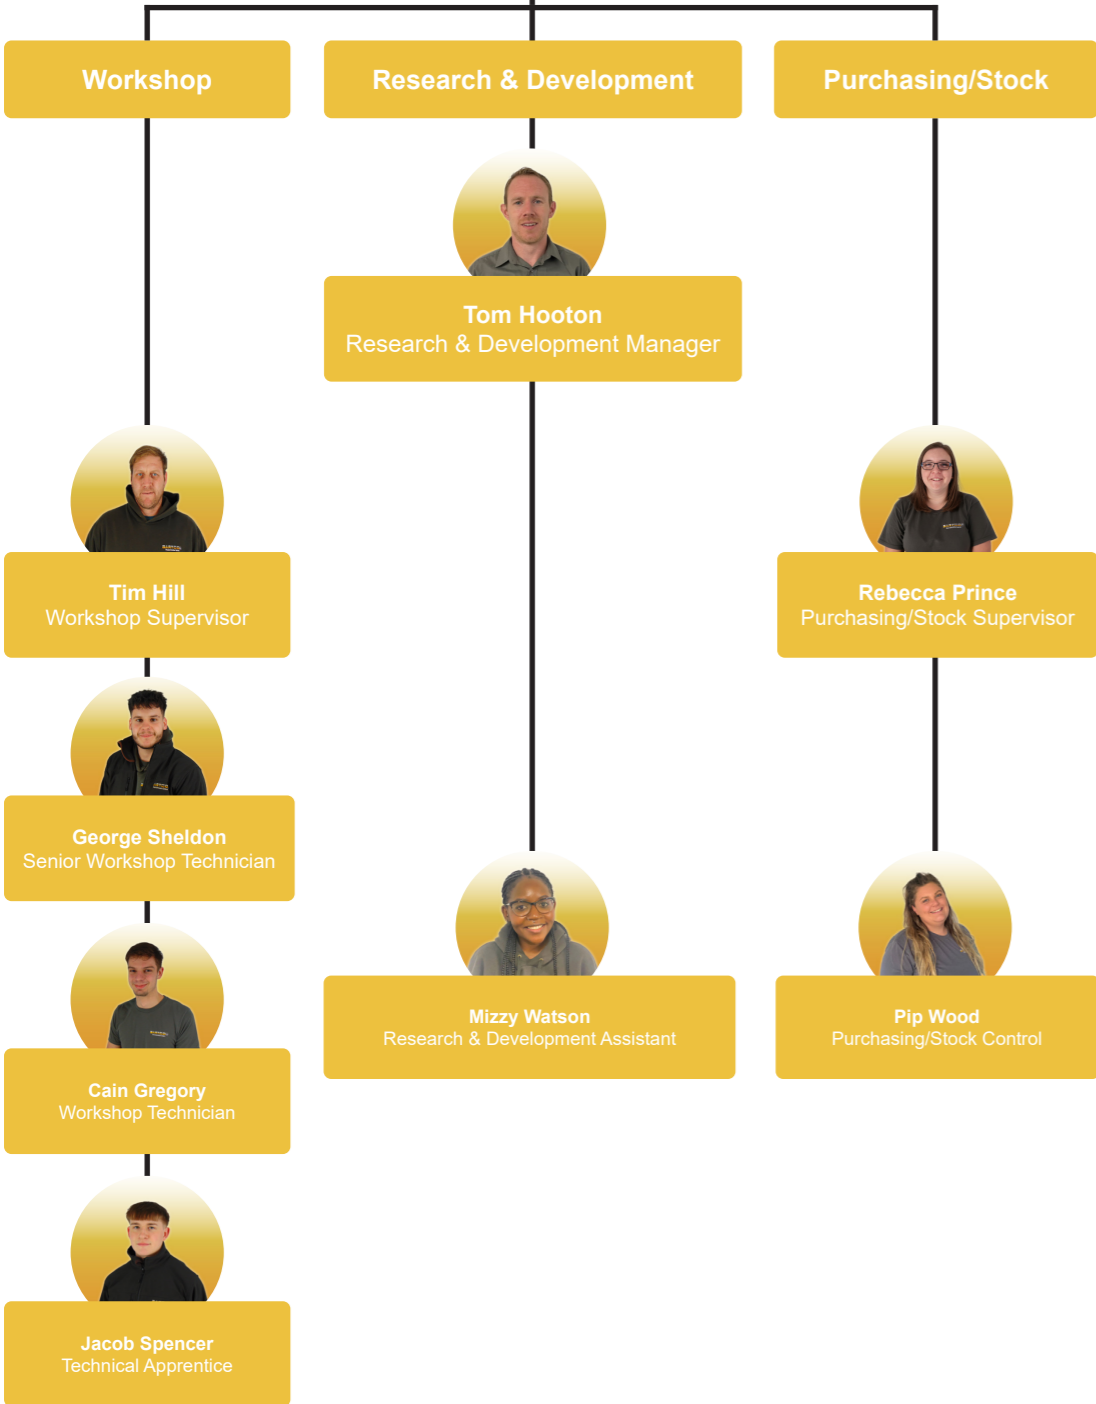 Workshop
Research & Development
Purchasing/Stock
Tom Hooton
Research & Development Manager
Tim Hill
Workshop Supervisor
Rebecca Prince
Purchasing/Stock Supervisor
George Sheldon
Senior Workshop Technician
Mizzy Watson
Research & Development Assistant
Pip Wood
Purchasing/Stock Control
Cain Gregory
Workshop Technician
Jacob Spencer
Technical Apprentice